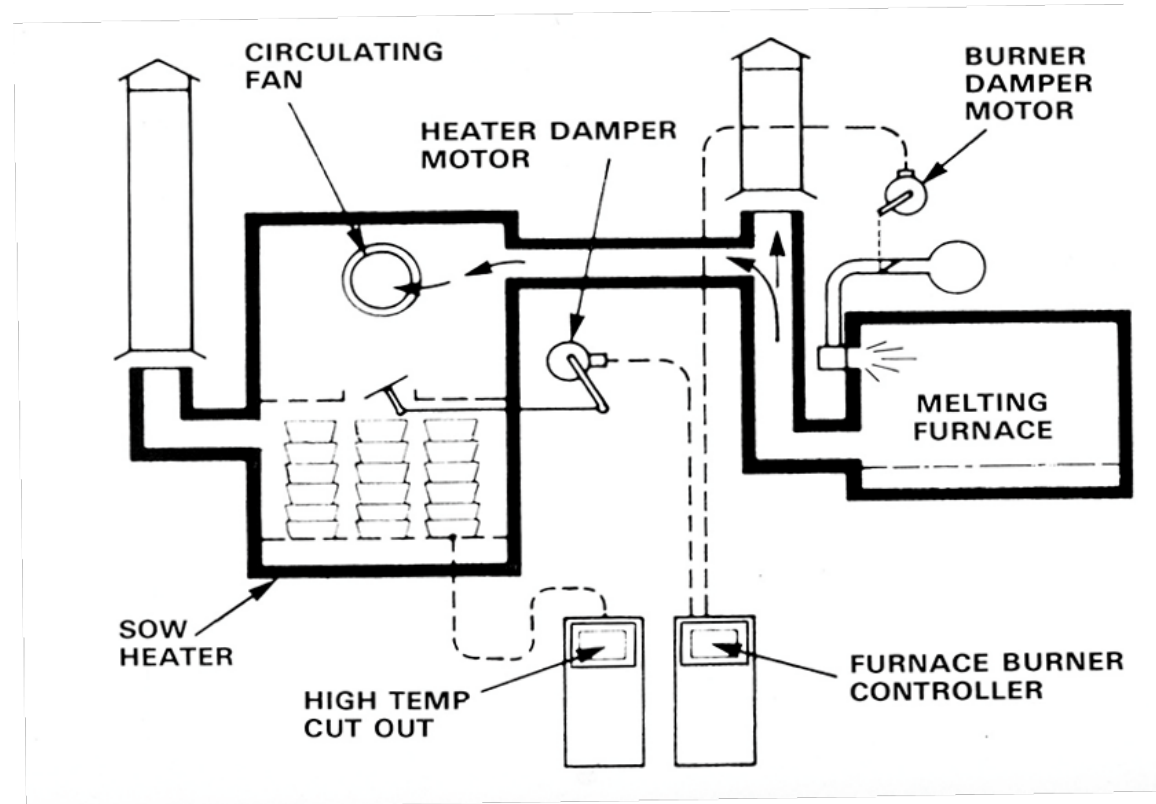 CIRCULATING
FAN
HEATER DAMPER
MOTOR
BURNER
DAMPER
MOTOR
MELTING
FURNACE
SOW
HEATER
HIGH TEMP
CUT OUT
FURNACE BURNER
CONTROLLER